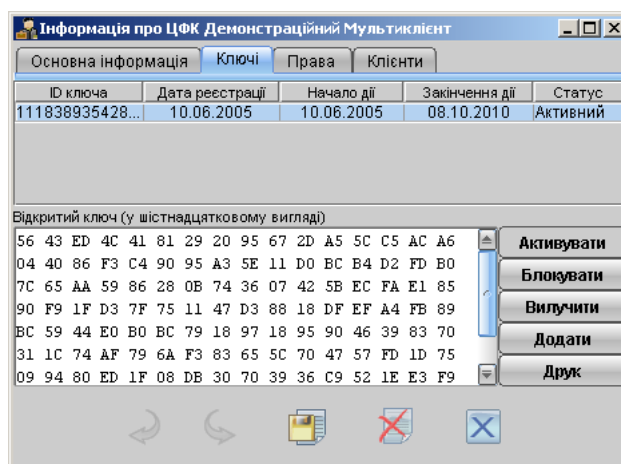 Інформація про ЦФК Демонстраційний Мультиклієнт
Основна інформація Ключі Права Клієнти
ID ключа Дата реєстрації Начало дії Закінчення дії Статус
111838935428... 10.06.2005 10.06.2005 08.10.2010 Активний
Відкритий ключ (у шістнадцятковому вигляді)
56 43 ED 4C 41 81 29 20 95 67 2D A5 5C C5 AC A6
04 40 86 F3 C4 90 95 A3 5E 11 D0 BC B4 D2 FD B0
7C 65 AA 59 86 28 0B 74 36 07 42 5B EC FA E1 85
90 F9 1F D3 7F 75 11 47 D3 88 18 DF EF A4 FB 89
BC 59 44 E0 B0 BC 79 18 97 18 95 90 46 39 83 70
31 1C 74 AF 79 6A F3 83 65 5C 70 47 57 FD 1D 75
09 94 80 ED 1F 08 DB 30 70 39 36 C9 52 1E E3 F9
Активувати
Блокувати
Вилучити
Додати
Друк